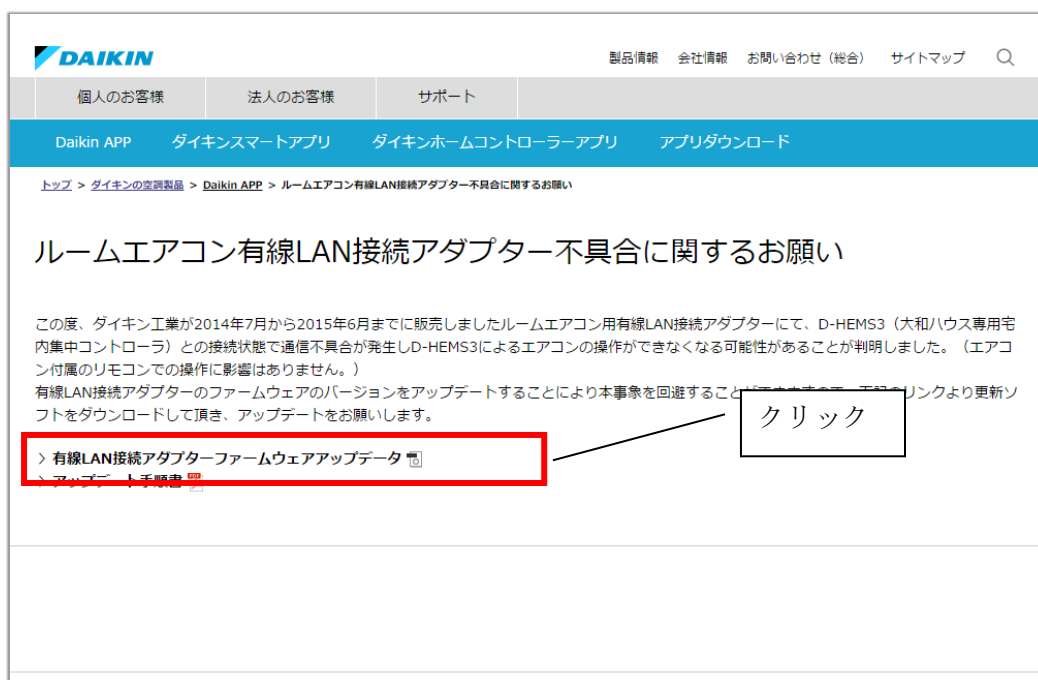 DAIKIN
製品情報 会社情報 お問い合わせ（総合） サイトマップ
個人のお客様 法人のお客様 サポート
Daikin APP ダイキンスマートアプリ ダイキンホームコントローラーアプリ アプリダウンロード
トップ > ダイキンの空調製品 > Daikin APP > ルームエアコン有線LAN接続アダプター不具合に関するお願い
ルームエアコン有線LAN接続アダプター不具合に関するお願い
この度、ダイキン工業が2014年7月から2015年6月までに販売しましたルームエアコン用有線LAN接続アダプターにて、D-HEMS3（大和ハウス専用宅
内集中コントローラ）との接続状態で通信不具合が発生しD-HEMS3によるエアコンの操作ができなくなる可能性があることが判明しました。（エアコ
ン付属のリモコンでの操作に影響はありません。）
有線LAN接続アダプターのファームウェアのバージョンをアップデートすることにより本事象を回避すること リンクより更新ソ
フトをダウンロードして頂き、アップデートをお願いします。
クリック
〉有線LAN接続アダプターファームウェアアップデータ
〉アップデート手順書